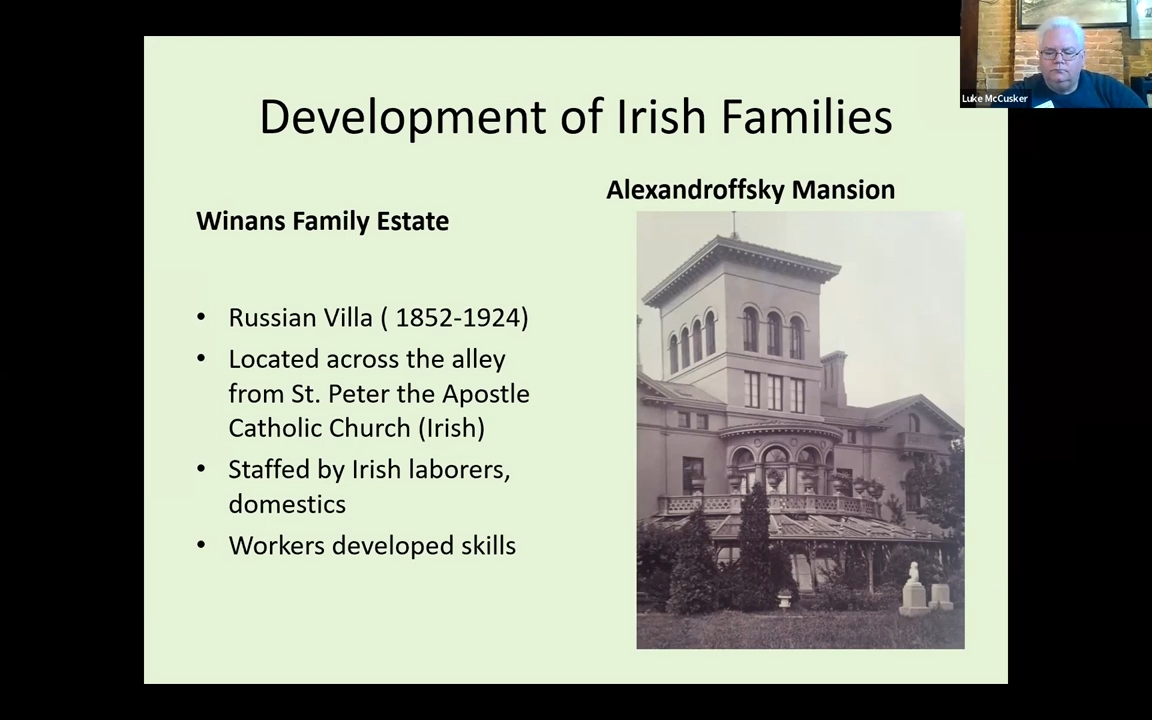 Luke McCusker
Development of Irish Families
Winans Family Estate
• Russian Villa ( 1852-1924)
• Located across the alley
from St. Peter the Apostle
Catholic Church (Irish)
• Staffed by Irish laborers,
domestics
• Workers developed skills
Alexandroffsky Mansion